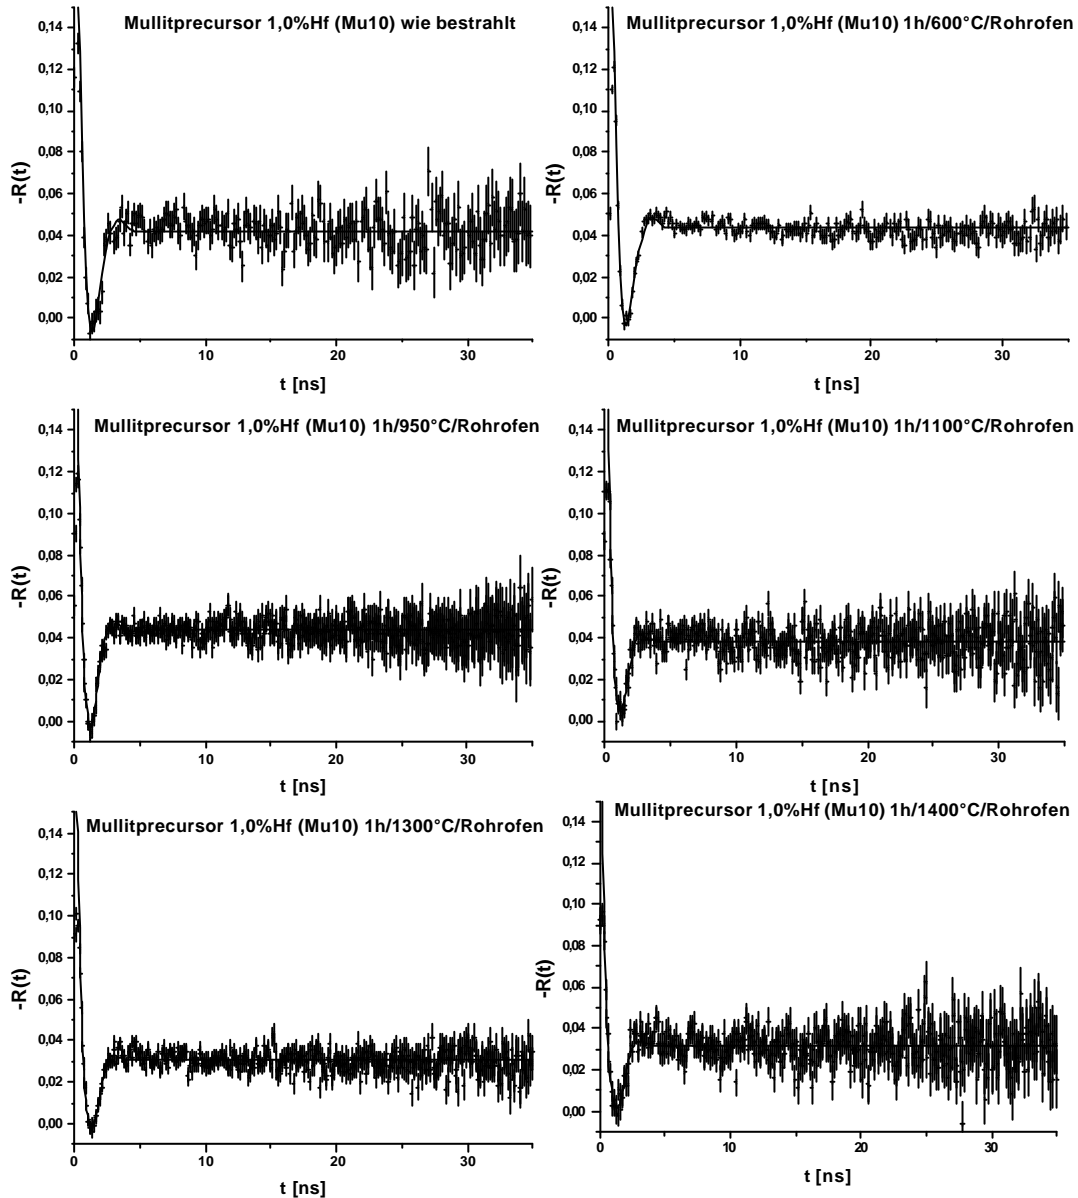 Mullitprecursor 1,0%Hf (Mu10) wie bestrahlt
0,14
0,12
0,10
0,08
0,06
0,04
0,02
0,00
-R(t)
0 10 20 30
t [ns]
Mullitprecursor 1,0%Hf (Mu10) 1h/600°C/Rohrofen
0,14
0,12
0,10
0,08
0,06
0,04
0,02
0,00
-R(t)
0 10 20 30
t [ns]
Mullitprecursor 1,0%Hf (Mu10) 1h/950°C/Rohrofen
0,14
0,12
0,10
0,08
0,06
0,04
0,02
0,00
-R(t)
0 10 20 30
t [ns]
Mullitprecursor 1,0%Hf (Mu10) 1h/1100°C/Rohrofen
0,14
0,12
0,10
0,08
0,06
0,04
0,02
0,00
-R(t)
0 10 20 30
t [ns]
Mullitprecursor 1,0%Hf (Mu10) 1h/1300°C/Rohrofen
0,14
0,12
0,10
0,08
0,06
0,04
0,02
0,00
-R(t)
0 10 20 30
t [ns]
Mullitprecursor 1,0%Hf (Mu10) 1h/1400°C/Rohrofen
0,14
0,12
0,10
0,08
0,06
0,04
0,02
0,00
-R(t)
0 10 20 30
t [ns]